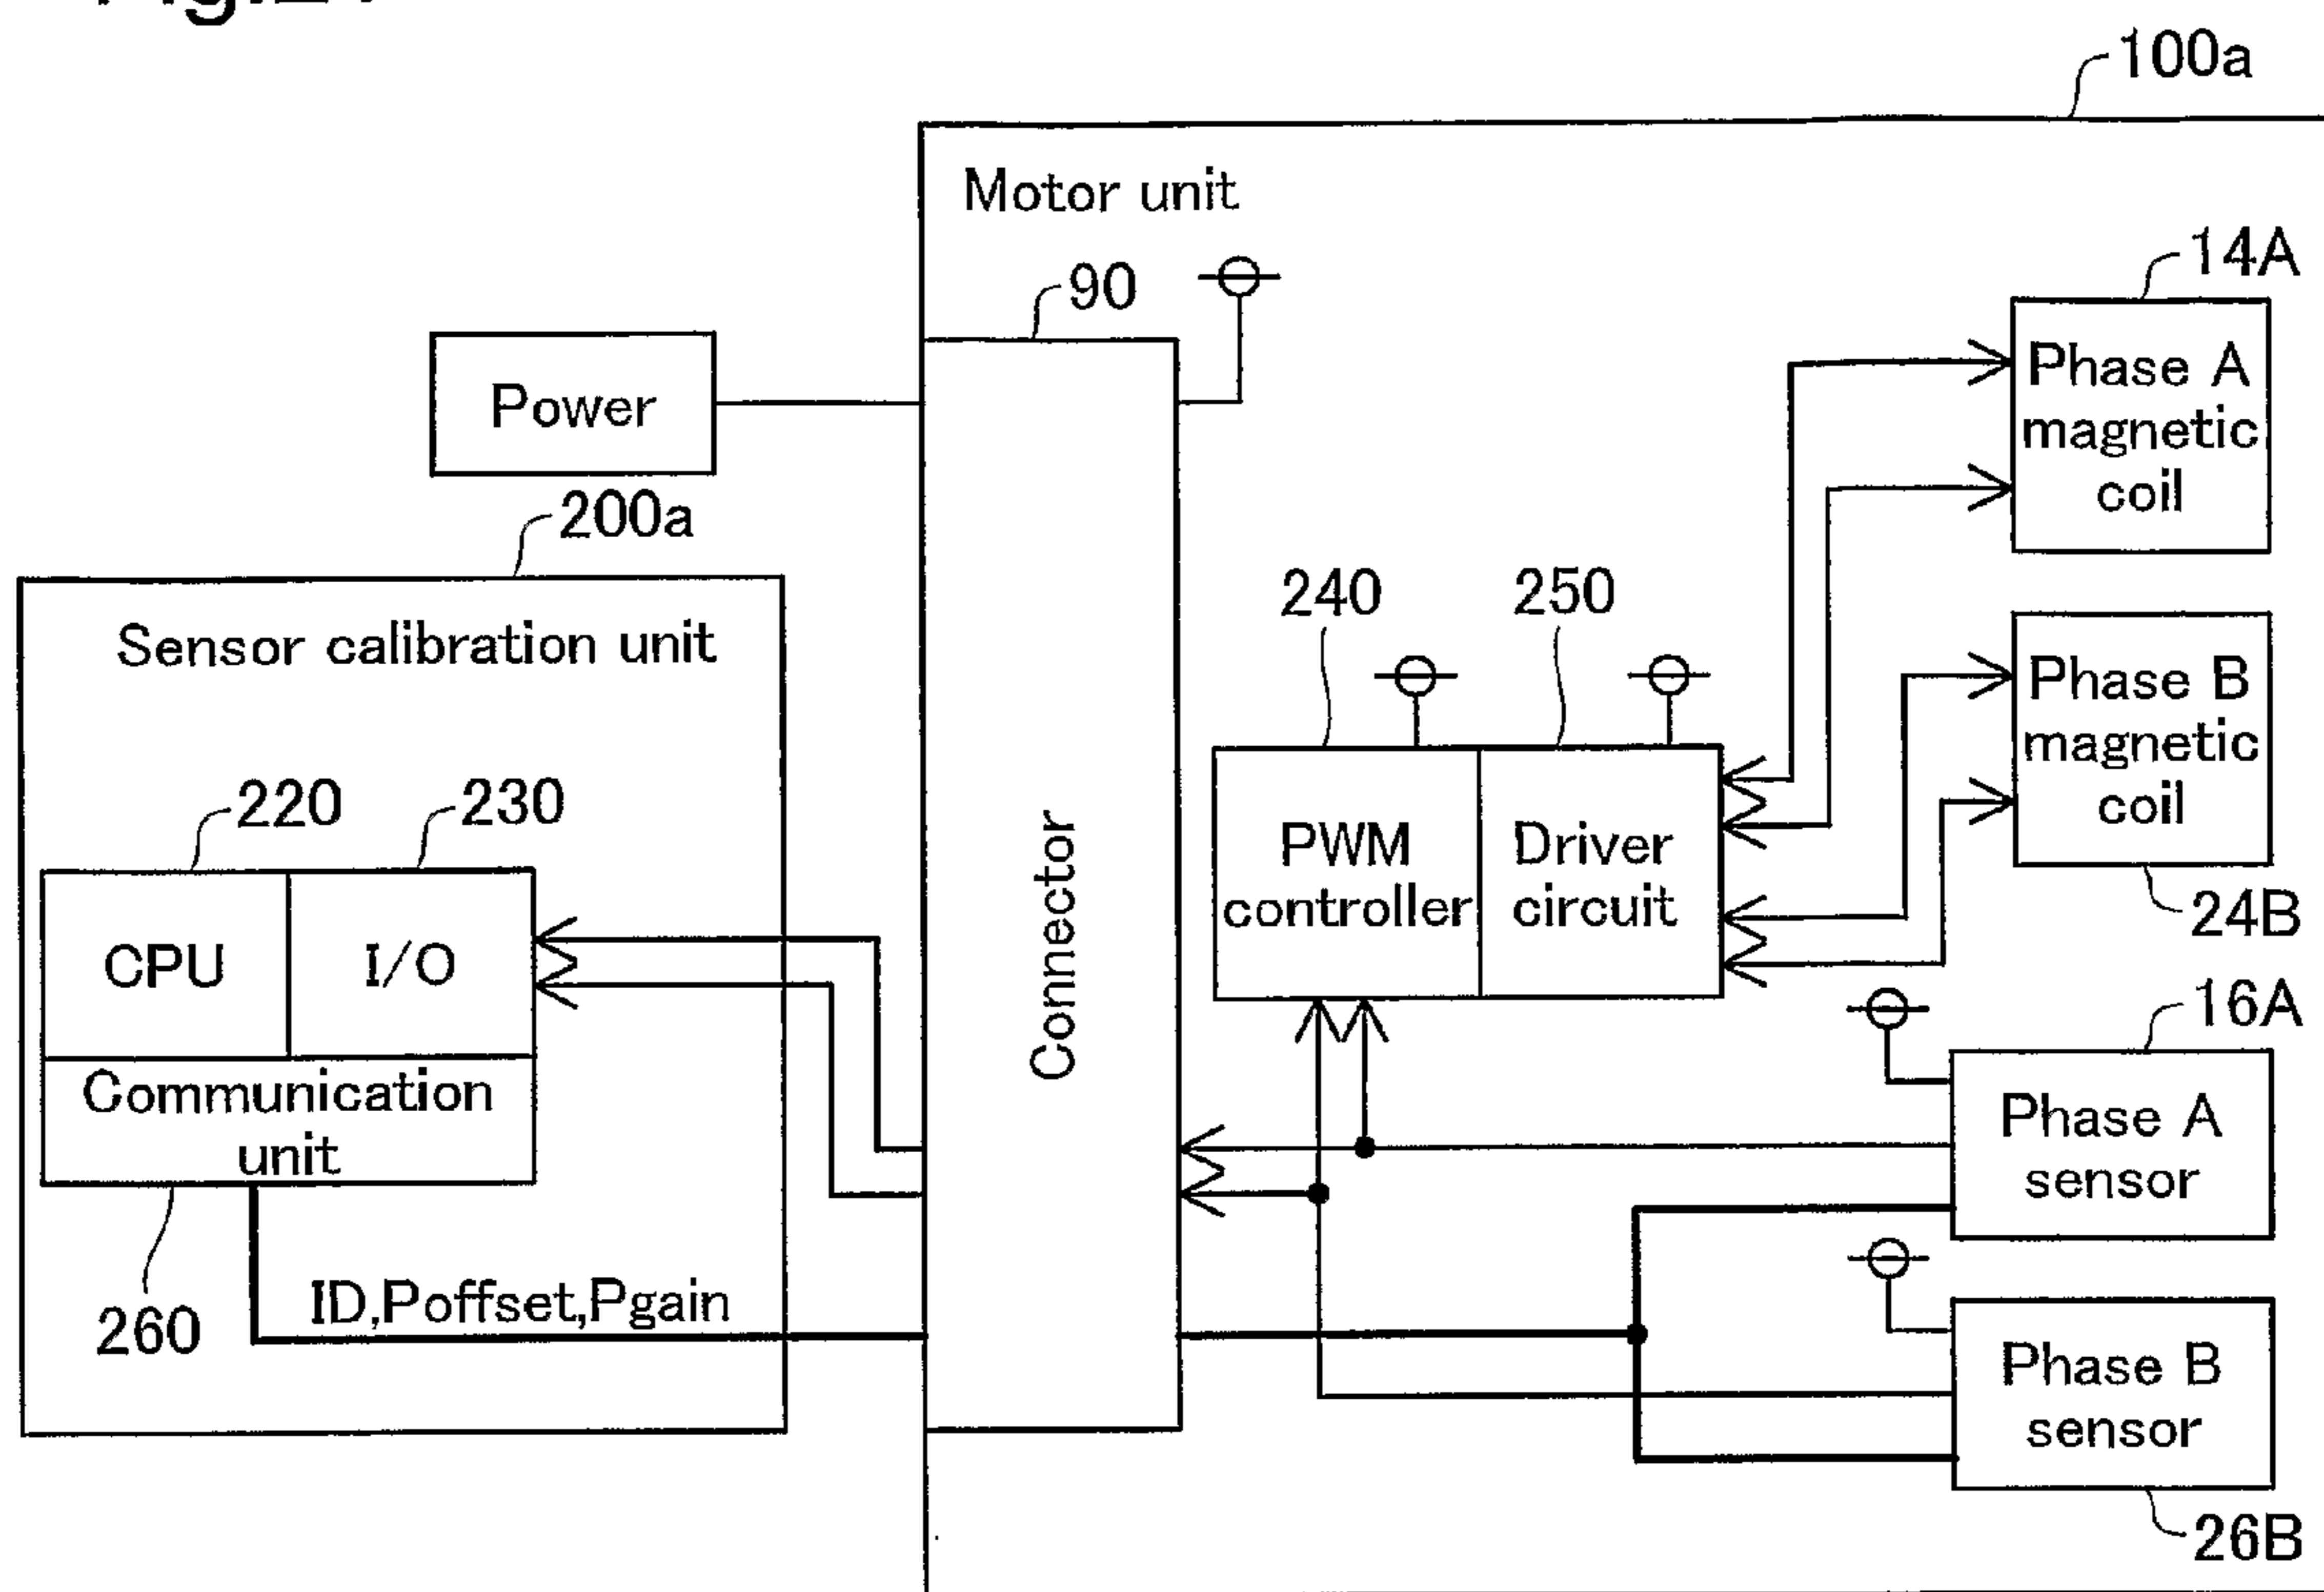 100a
Motor unit
90
14A
Phase A
magnetic
coil
Power
200a
Sensor calibration unit
240
250
Phase B
magnetic
coil
24B
220
230
CPU
I/O
Communication
unit
260
ID,Poffset,Pgain
Connector
PWM
controller
Driver
circuit
16A
Phase A
sensor
Phase B
sensor
26B